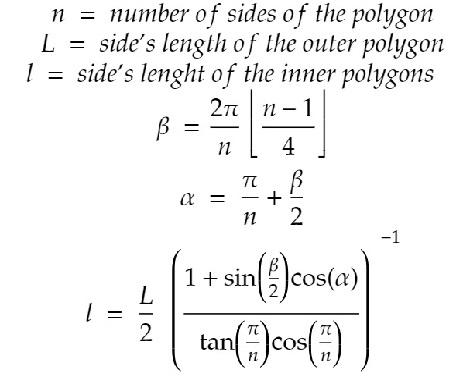 n = number of sides of the polygon
L = side's length of the outer polygon
l = side's lenght of the inner polygons
β = 2π/n ⌊(n − 1)/4⌋
α = π/n + β/2
l = L/2 ((1 + sin(β/2)cos(α))/(tan(π/n)cos(π/n)))⁻¹